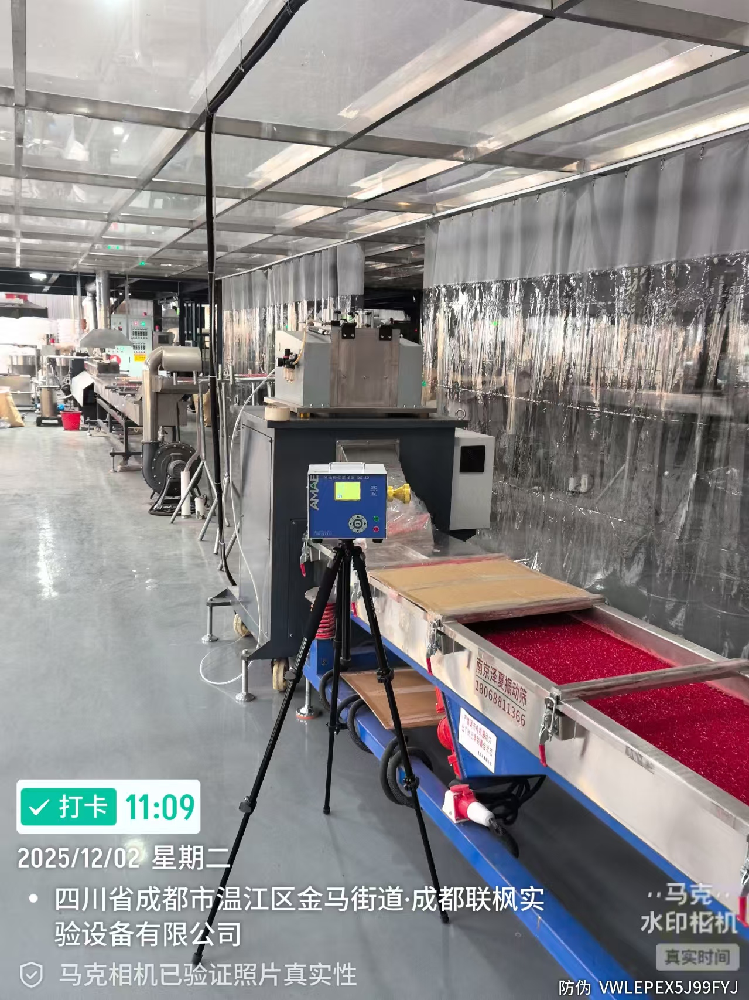 AMAE
南京泽夏振动筛
18068811366
打卡 11:09
2025/12/02 星期二
四川省成都市温江区金马街道·成都联枫实
验设备有限公司
马克相机已验证照片真实性
马克
水印相机
真实时间
防伪 VWLEPEX5J99FYJ